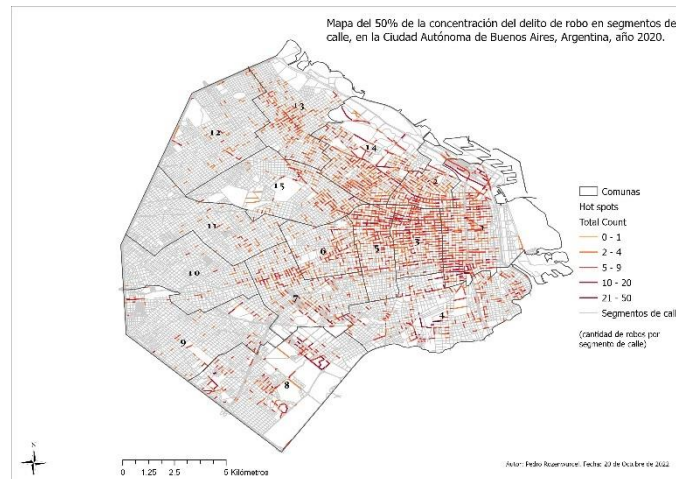 Mapa del 50% de la concentración del delito de robo en segmentos de
calle, en la Ciudad Autónoma de Buenos Aires, Argentina, año 2020.
13
12
14
2
15
11
6
5
3
1
10
7
4
9
8
Comunas
Hot spots
Total Count
0 - 1
2 - 4
5 - 9
10 - 20
21 - 50
Segmentos de call
(cantidad de robos por
segmento de calle)
N
0 1.25 2.5 5 Kilómetros
Autor: Pedro Rozenwurcel. Fecha: 20 de Octubre de 2022